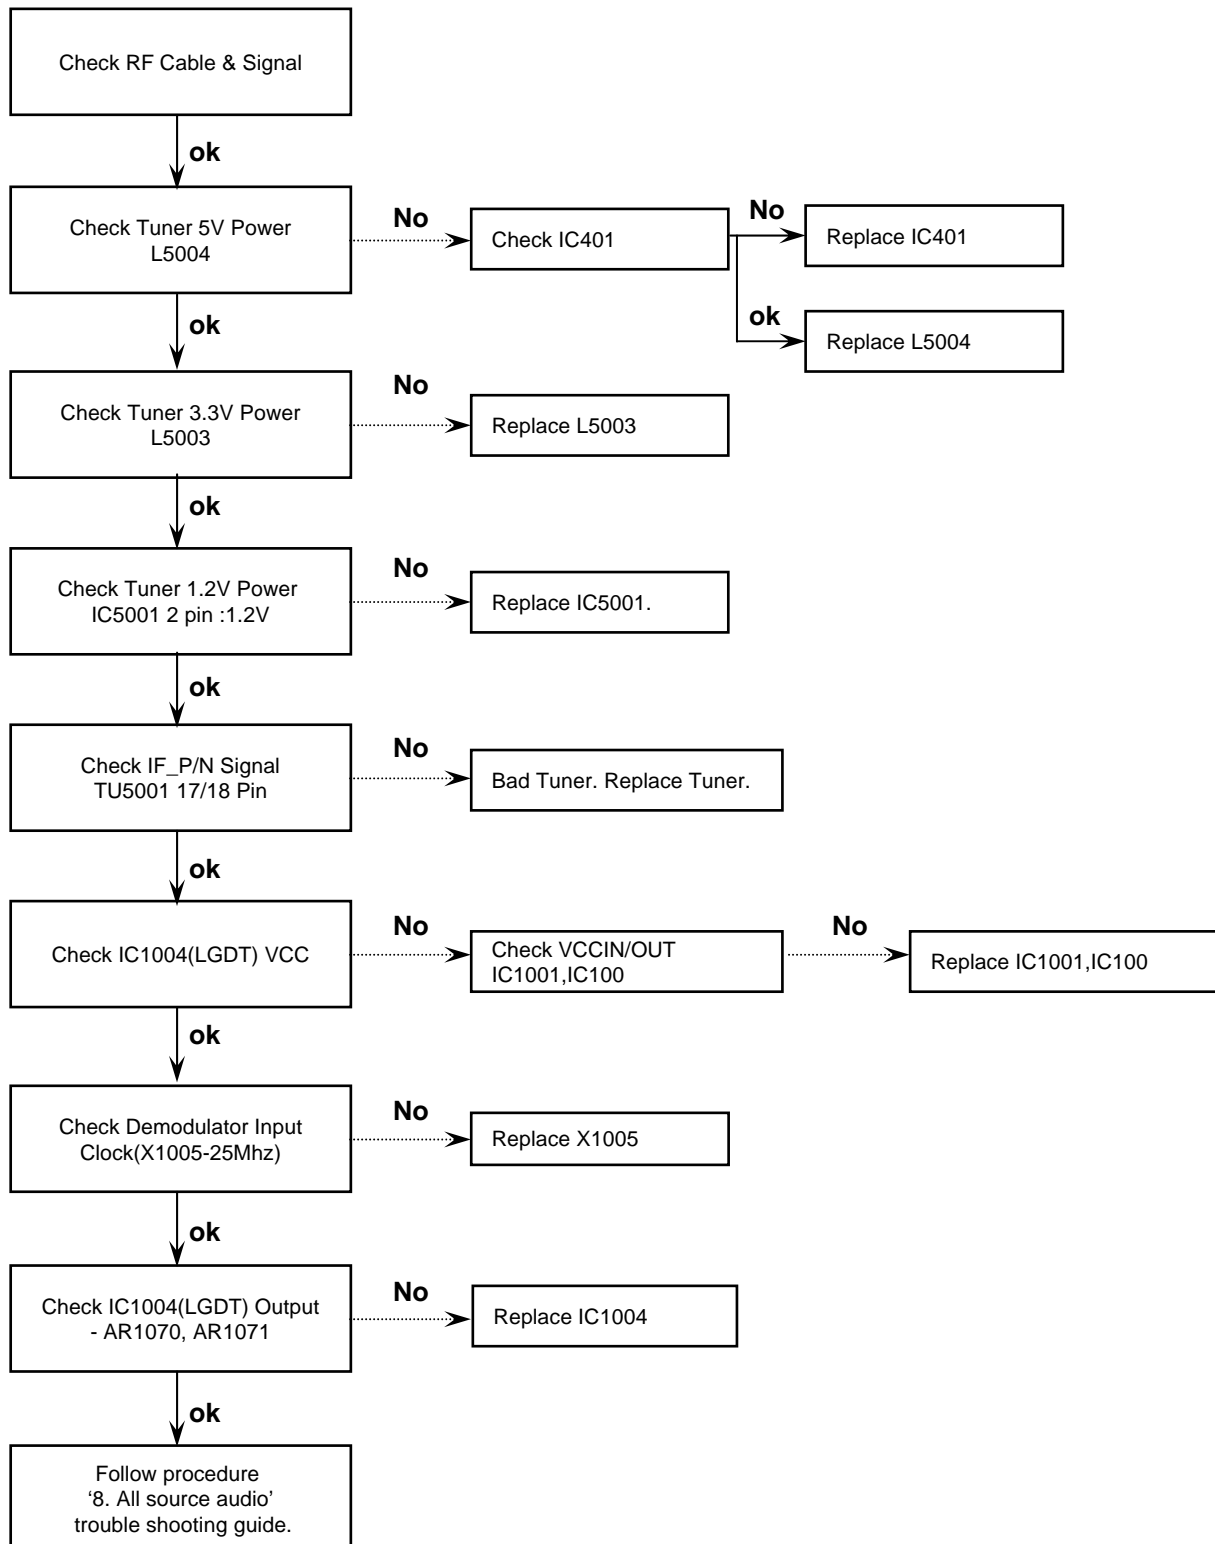 Check RF Cable & Signal
ok
Check Tuner 5V Power
L5004
No
Check IC401
No
Replace IC401
ok
Replace L5004
ok
Check Tuner 3.3V Power
L5003
No
Replace L5003
ok
Check Tuner 1.2V Power
IC5001 2 pin :1.2V
No
Replace IC5001.
ok
Check IF_P/N Signal
TU5001 17/18 Pin
No
Bad Tuner. Replace Tuner.
ok
Check IC1004(LGDT) VCC
No
Check VCCIN/OUT
IC1001,IC100
No
Replace IC1001,IC100
ok
Check Demodulator Input
Clock(X1005-25Mhz)
No
Replace X1005
ok
Check IC1004(LGDT) Output
- AR1070, AR1071
No
Replace IC1004
ok
Follow procedure
‘8. All source audio’
trouble shooting guide.